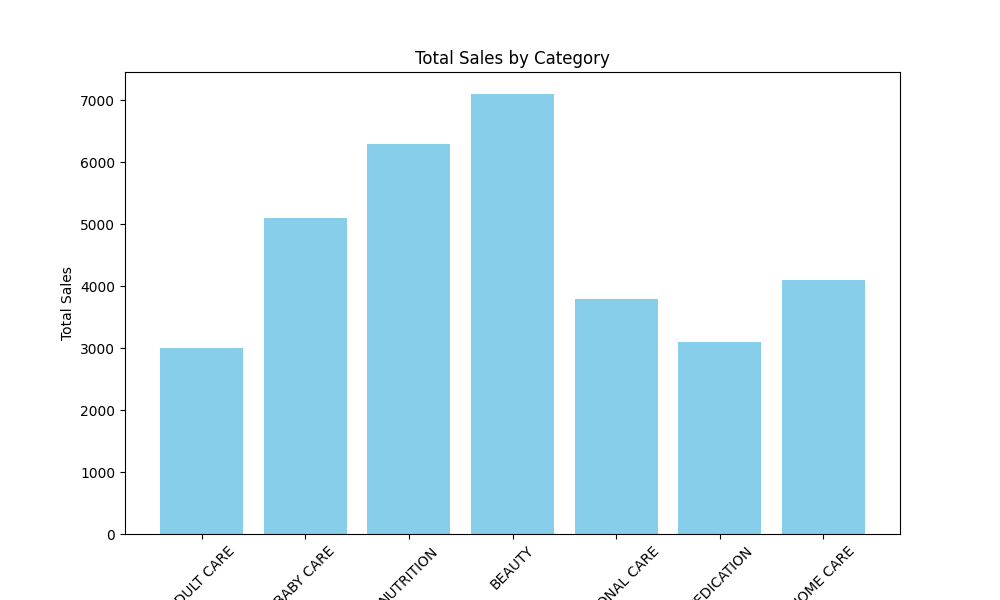 Total Sales by Category
7000
6000
5000
4000
3000
2000
1000
0
Total Sales
DULT CARE
BABY CARE
NUTRITION
BEAUTY
ONAL CARE
EDICATION
HOME CARE